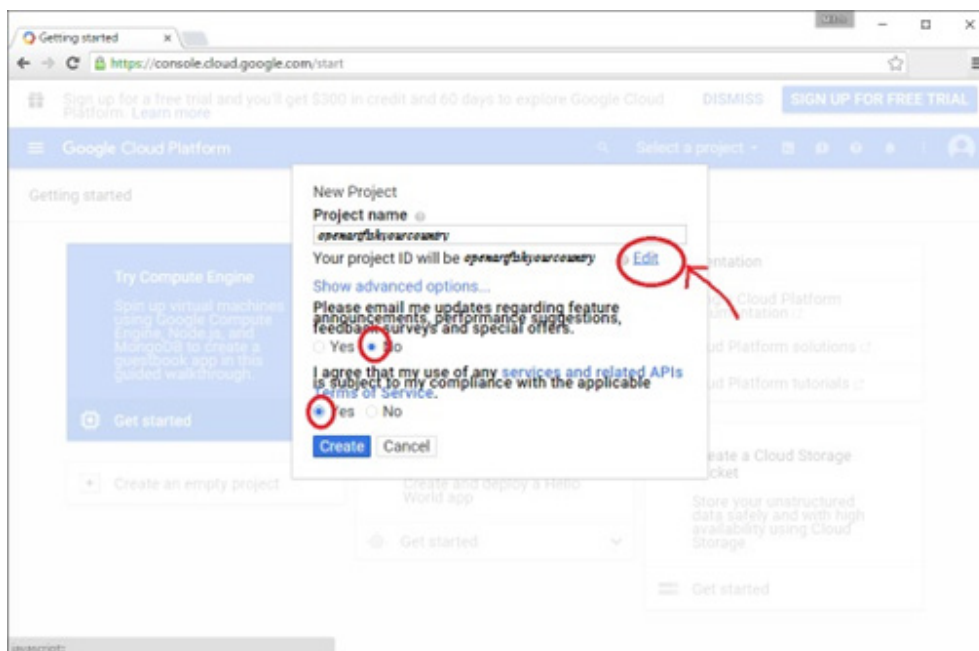 Getting started
https://console.cloud.google.com/start
Sign up for a free trial and you'll get $300 in credit and 60 days to explore Google Cloud DISMISS SIGN UP FOR FREE TRIAL
Platform. Learn more
Google Cloud Platform Select a project
Getting started
New Project
Project name
Your project ID will be Edit
Show advanced options...
Please email me updates regarding feature
announcements, performance suggestions,
feedback surveys and special offers.
Yes No
I agree that my use of any services and related APIs
is subject to my compliance with the applicable
Terms of Service.
Yes No
Create Cancel
Try Compute Engine
Spin up virtual machines
using Google Compute
Engine, Node.js, and
MongoDB to create a
guestbook app in this
guided walkthrough.
Get started
Create an empty project
Create and deploy a Hello
World app
Get started
Cloud Platform
Platform solutions
Platform tutorials
a Cloud Storage
Store your unstructured
data safely and with high
availability using Cloud
Storage
Get started